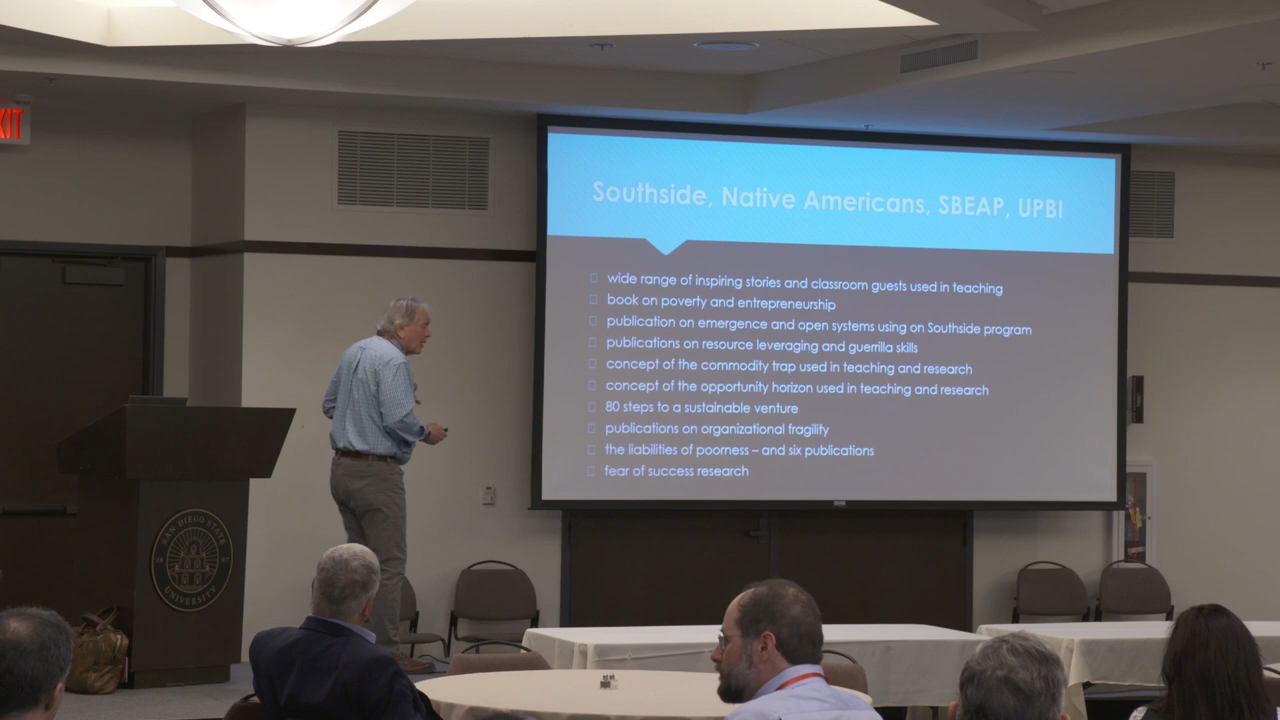 XIT
Southside, Native Americans, SBEAP, UPBI
wide range of inspiring stories and classroom guests used in teaching
book on poverty and entrepreneurship
publication on emergence and open systems using on Southside program
publications on resource leveraging and guerrilla skills
concept of the commodity trap used in teaching and research
concept of the opportunity horizon used in teaching and research
80 steps to a sustainable venture
publications on organizational fragility
the liabilities of poorness – and six publications
fear of success research
SAN DIEGO STATE
18 97
UNIVERSITY